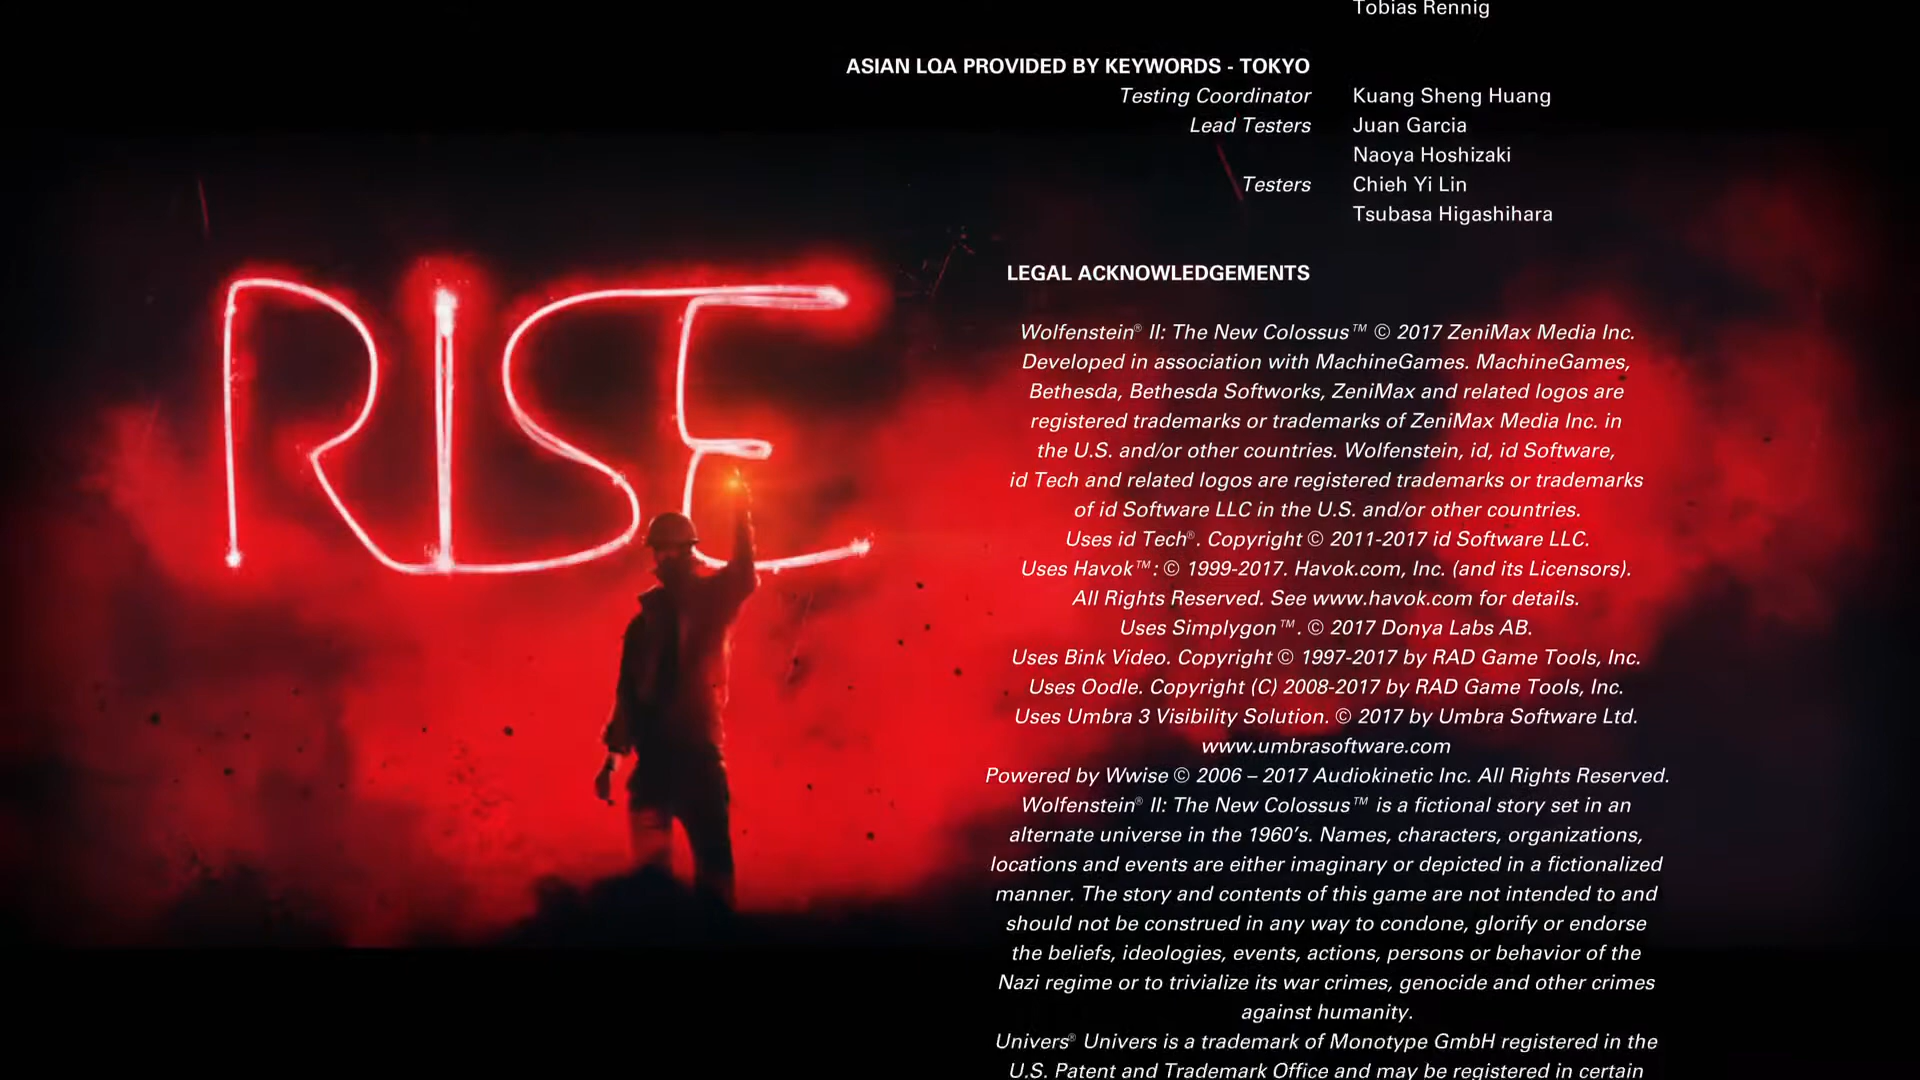 Tobias Rennig
ASIAN LQA PROVIDED BY KEYWORDS - TOKYO
Testing Coordinator Kuang Sheng Huang
Lead Testers Juan Garcia
Naoya Hoshizaki
Testers Chieh Yi Lin
Tsubasa Higashihara
RISE
LEGAL ACKNOWLEDGEMENTS
Wolfenstein® II: The New Colossus™ © 2017 ZeniMax Media Inc.
Developed in association with MachineGames. MachineGames,
Bethesda, Bethesda Softworks, ZeniMax and related logos are
registered trademarks or trademarks of ZeniMax Media Inc. in
the U.S. and/or other countries. Wolfenstein, id, id Software,
id Tech and related logos are registered trademarks or trademarks
of id Software LLC in the U.S. and/or other countries.
Uses id Tech®. Copyright © 2011-2017 id Software LLC.
Uses Havok™: © 1999-2017. Havok.com, Inc. (and its Licensors).
All Rights Reserved. See www.havok.com for details.
Uses Simplygon™. © 2017 Donya Labs AB.
Uses Bink Video. Copyright © 1997-2017 by RAD Game Tools, Inc.
Uses Oodle. Copyright (C) 2008-2017 by RAD Game Tools, Inc.
Uses Umbra 3 Visibility Solution. © 2017 by Umbra Software Ltd.
www.umbrasoftware.com
Powered by Wwise © 2006 – 2017 Audiokinetic Inc. All Rights Reserved.
Wolfenstein® II: The New Colossus™ is a fictional story set in an
alternate universe in the 1960's. Names, characters, organizations,
locations and events are either imaginary or depicted in a fictionalized
manner. The story and contents of this game are not intended to and
should not be construed in any way to condone, glorify or endorse
the beliefs, ideologies, events, actions, persons or behavior of the
Nazi regime or to trivialize its war crimes, genocide and other crimes
against humanity.
Univers® Univers is a trademark of Monotype GmbH registered in the
U.S. Patent and Trademark Office and may be registered in certain